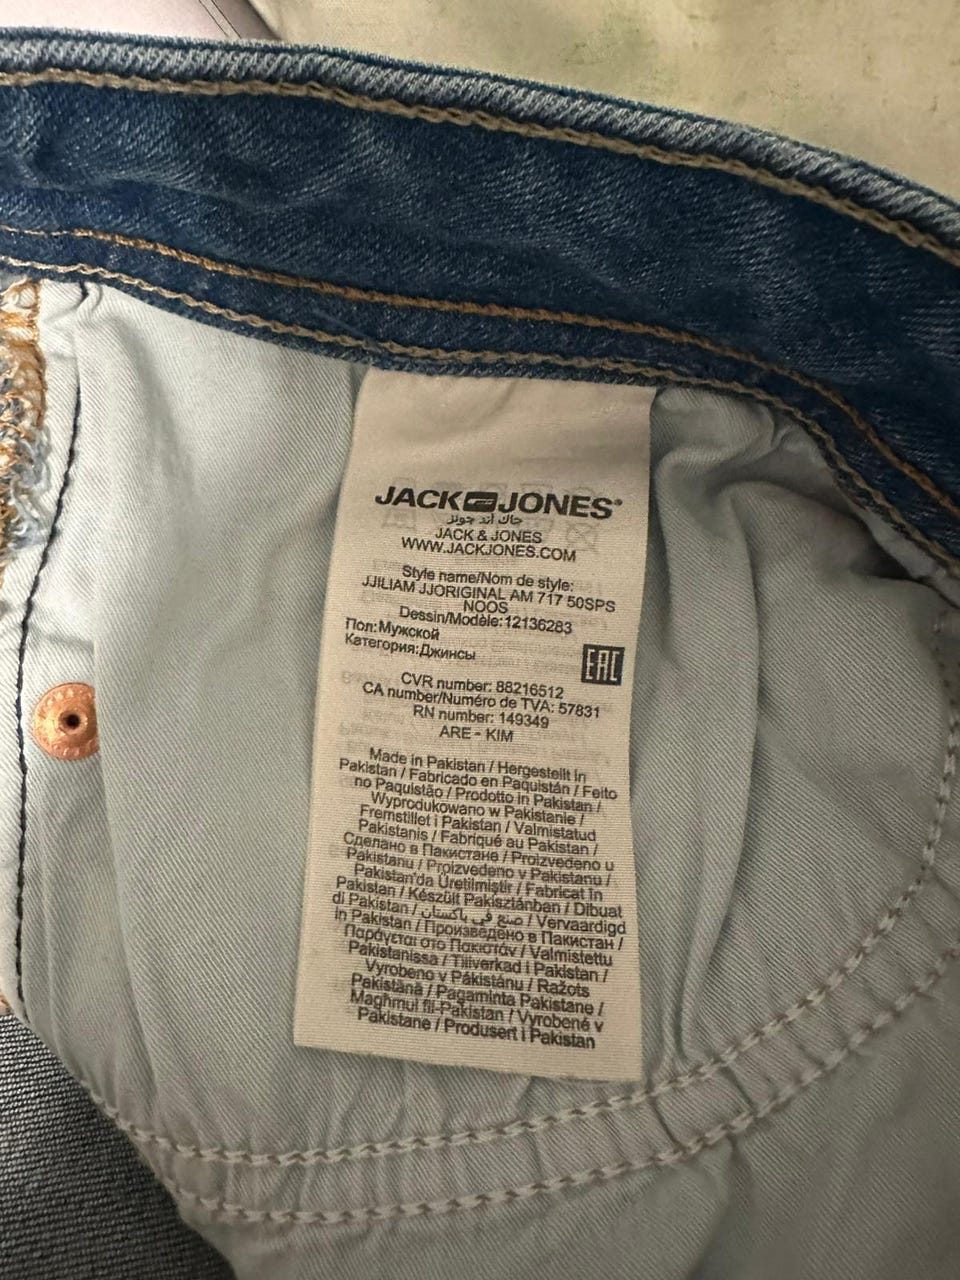 JACK JONES®
جاك أند جونز
JACK & JONES
WWW.JACKJONES.COM
Style name/Nom de style:
JJILIAM JJORIGINAL AM 717 50SPS
NOOS
Dessin/Modèle:12136283
Пол:Мужской
Категория:Джинсы
EAC
CVR number: 88216512
CA number/Numéro de TVA: 57831
RN number: 149349
ARE - KIM
Made in Pakistan / Hergestellt in
Pakistan / Fabricado en Paquistán / Feito
no Paquistão / Prodotto in Pakistan /
Wyprodukowano w Pakistanie /
Fremstillet i Pakistan / Valmistatud
Pakistanis / Fabriqué au Pakistan /
Сделано в Пакистане / Proizvedeno u
Pakistanu / Proizvedeno v Pakistanu /
Pakistan'da Üretilmiştir / Fabricat în
Pakistan / Készült Pakisztánban / Dibuat
di Pakistan / صنع في باكستان / Vervaardigd
in Pakistan / Произведено в Пакистан /
Παράγεται στο Πακιστάν / Valmistettu
Pakistanissa / Tillverkad i Pakistan /
Vyrobeno v Pákistánu / Ražots
Pakistānā / Pagaminta Pakistane /
Magħmul fil-Pakistan / Vyrobené v
Pakistane / Produsert i Pakistan